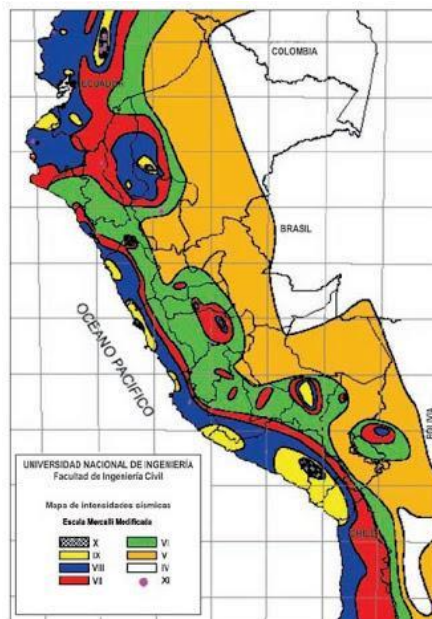 COLOMBIA
ECUADOR
BRASIL
OCEANO PACIFICO
BOLIVIA
CHILE
UNIVERSIDAD NACIONAL DE INGENIERÍA
Facultad de Ingeniería Civil
Mapa de intensidades sísmicas
Escala Mercalli Modificada
X VI
IX V
VIII IV
VII XI